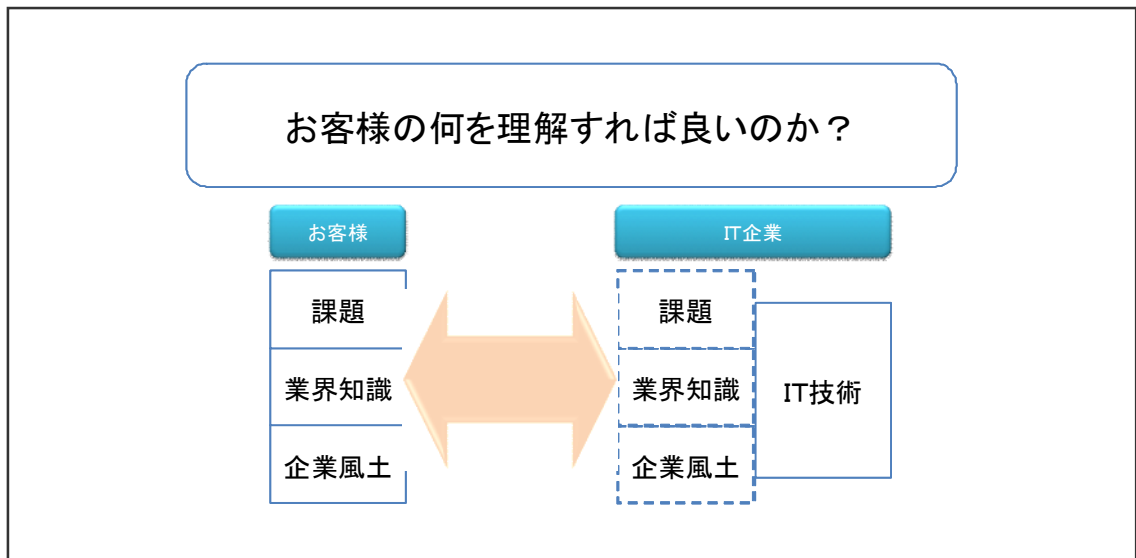 お客様の何を理解すれば良いのか?
お客様
IT企業
課題
業界知識
企業風土
課題
業界知識
企業風土
IT技術